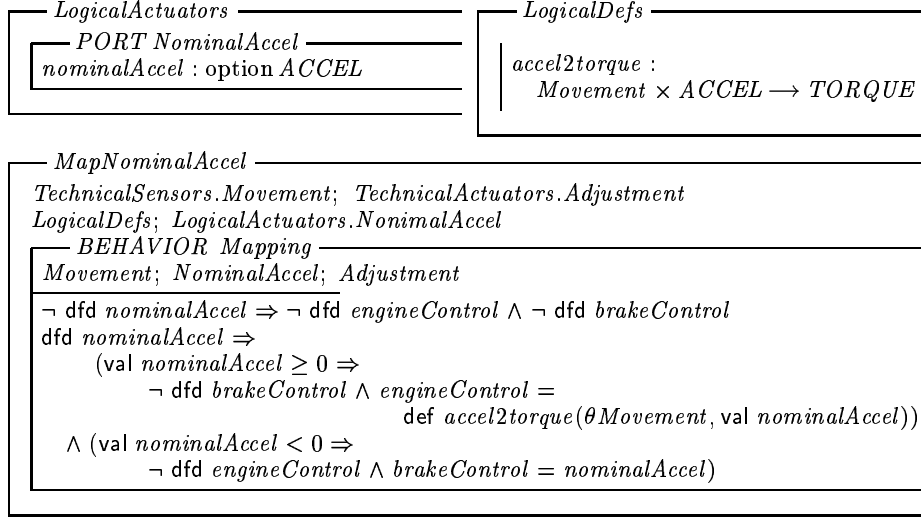 LogicalActuators
PORT NominalAccel
nominalAccel : option ACCEL
LogicalDefs
accel2torque :
Movement × ACCEL ⟶ TORQUE
MapNominalAccel
TechnicalSensors.Movement; TechnicalActuators.Adjustment
LogicalDefs; LogicalActuators.NonimalAccel
BEHAVIOR Mapping
Movement; NominalAccel; Adjustment
¬ dfd nominalAccel ⇒ ¬ dfd engineControl ∧ ¬ dfd brakeControl
dfd nominalAccel ⇒
(val nominalAccel ≥ 0 ⇒
¬ dfd brakeControl ∧ engineControl =
def accel2torque(θMovement, val nominalAccel))
∧ (val nominalAccel < 0 ⇒
¬ dfd engineControl ∧ brakeControl = nominalAccel)